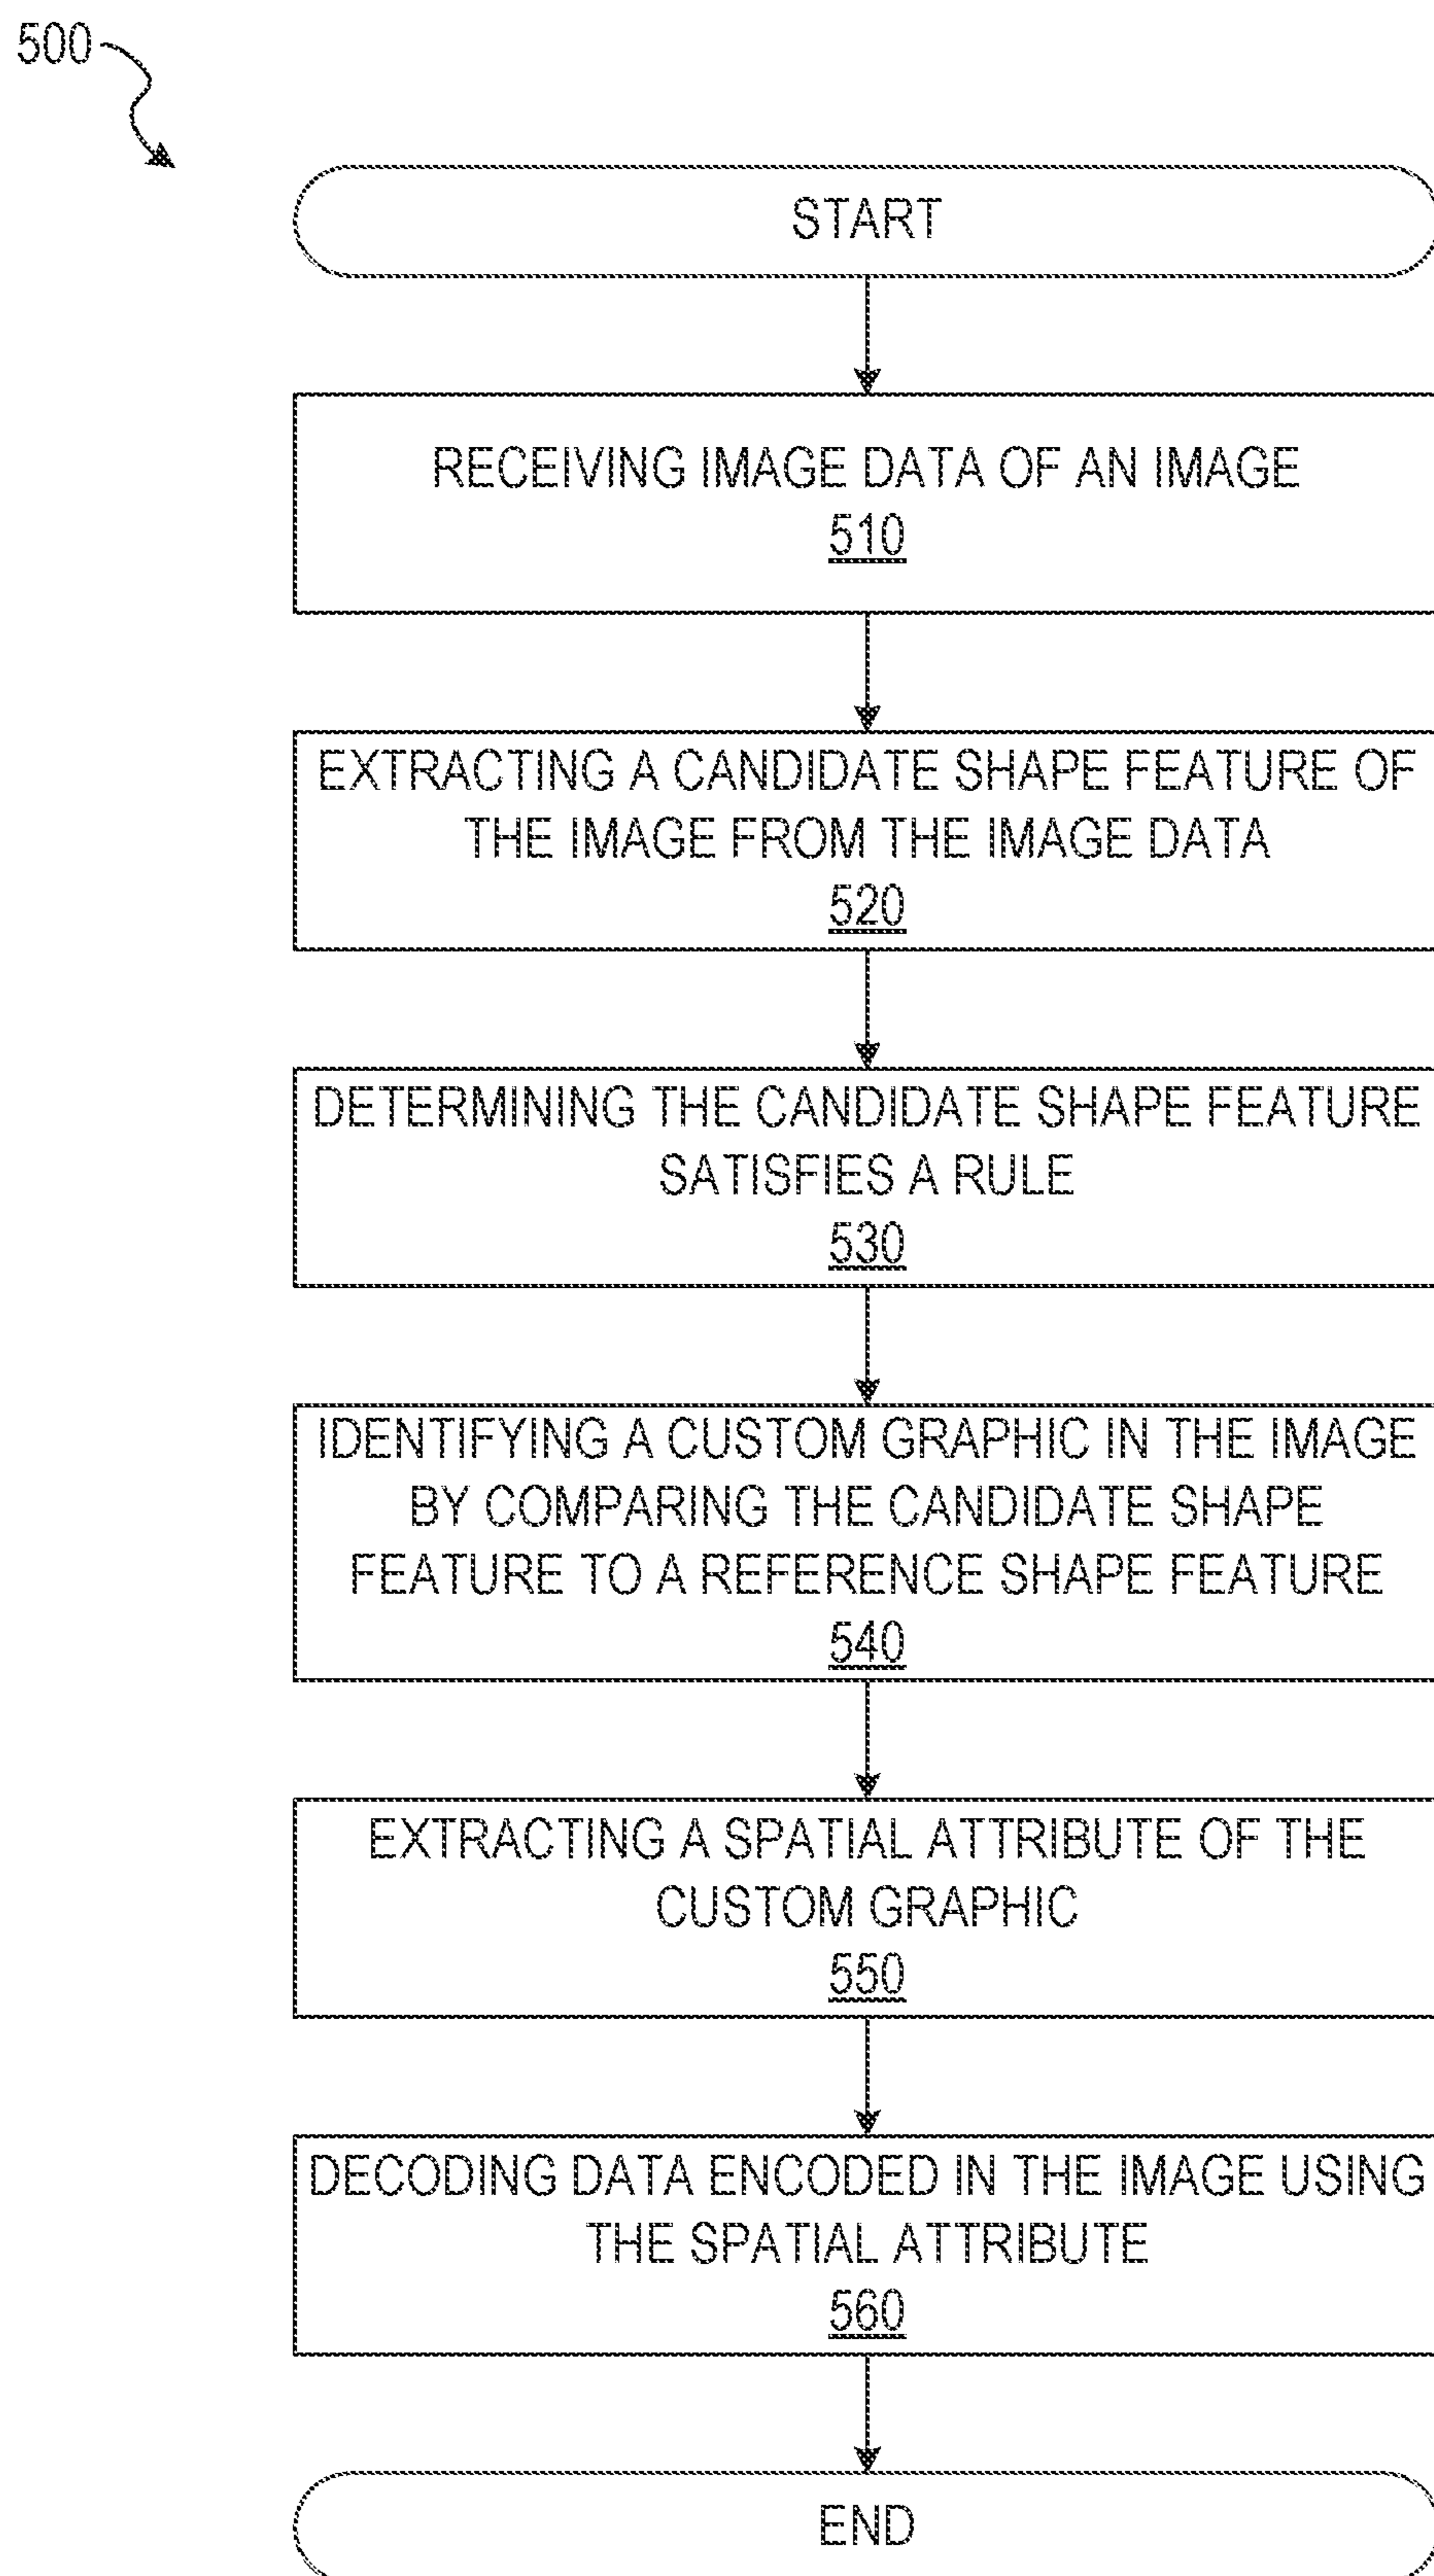 500
START
RECEIVING IMAGE DATA OF AN IMAGE
510
EXTRACTING A CANDIDATE SHAPE FEATURE OF
THE IMAGE FROM THE IMAGE DATA
520
DETERMINING THE CANDIDATE SHAPE FEATURE
SATISFIES A RULE
530
IDENTIFYING A CUSTOM GRAPHIC IN THE IMAGE
BY COMPARING THE CANDIDATE SHAPE
FEATURE TO A REFERENCE SHAPE FEATURE
540
EXTRACTING A SPATIAL ATTRIBUTE OF THE
CUSTOM GRAPHIC
550
DECODING DATA ENCODED IN THE IMAGE USING
THE SPATIAL ATTRIBUTE
560
END